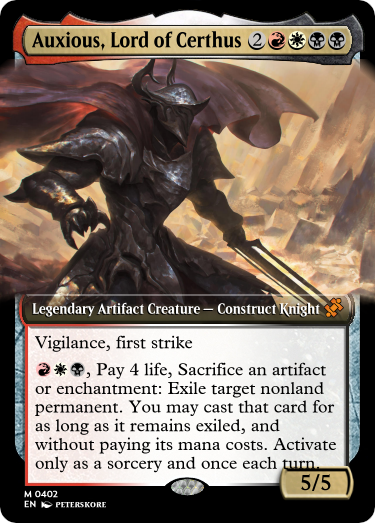 Auxious, Lord of Certhus 2
Legendary Artifact Creature — Construct Knight
Vigilance, first strike
, Pay 4 life, Sacrifice an artifact
or enchantment: Exile target nonland
permanent. You may cast that card for
as long as it remains exiled, and
without paying its mana costs. Activate
only as a sorcery and once each turn.
5/5
M 0402
EN PETERSKORE